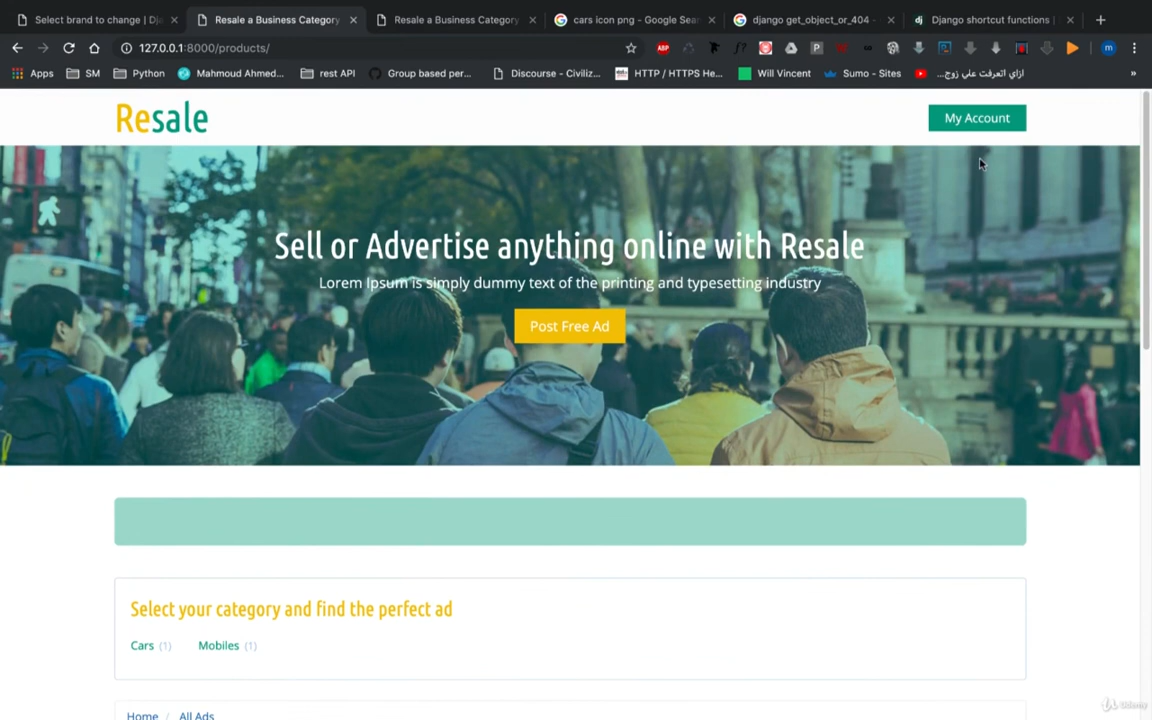 Select brand to change | Dj
Resale a Business Category
Resale a Business Category
cars icon png - Google Sear
django get_object_or_404 -
Django shortcut functions |
127.0.0.1:8000/products/
ABP
f?
P
m
Apps
SM
Python
Mahmoud Ahmed...
rest API
Group based per...
Discourse - Civiliz...
HTTP / HTTPS He...
Will Vincent
Sumo - Sites
ازاي اتعرفت علي زوج...
»
Resale
My Account
Sell or Advertise anything online with Resale
Lorem Ipsum is simply dummy text of the printing and typesetting industry
Post Free Ad
Select your category and find the perfect ad
Cars (1) Mobiles (1)
Home / All Ads
Udemy